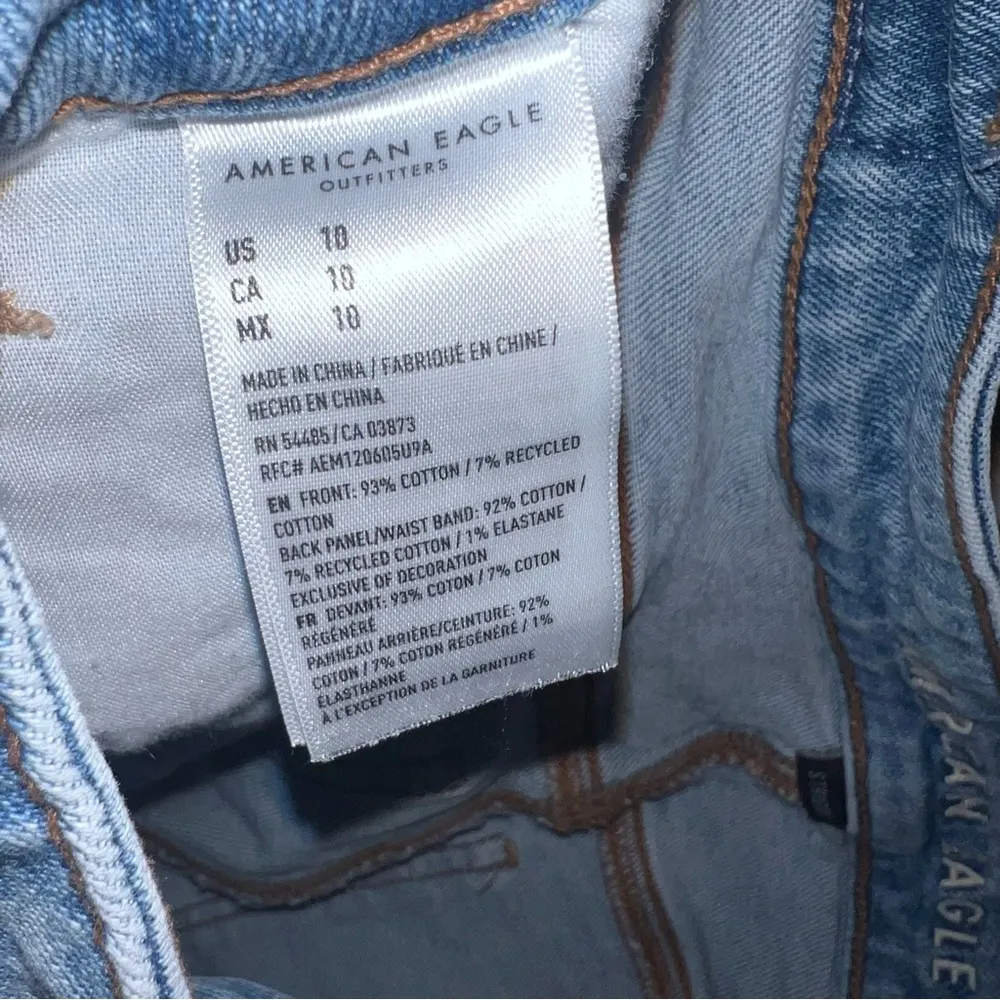 AMERICAN EAGLE
OUTFITTERS
US 10
CA 10
MX 10
MADE IN CHINA / FABRIQUÉ EN CHINE /
HECHO EN CHINA
RN 54485/CA 03873
RFC# AEM120605U9A
EN FRONT: 93% COTTON / 7% RECYCLED
COTTON
BACK PANEL/WAIST BAND: 92% COTTON /
7% RECYCLED COTTON / 1% ELASTANE
EXCLUSIVE OF DECORATION
FR DEVANT: 93% COTON / 7% COTON
RÉGÉNÉRÉ
PANNEAU ARRIÈRE/CEINTURE: 92%
COTON / 7% COTON RÉGÉNÉRÉ / 1%
ÉLASTHANNE
À L'EXCEPTION DE LA GARNITURE